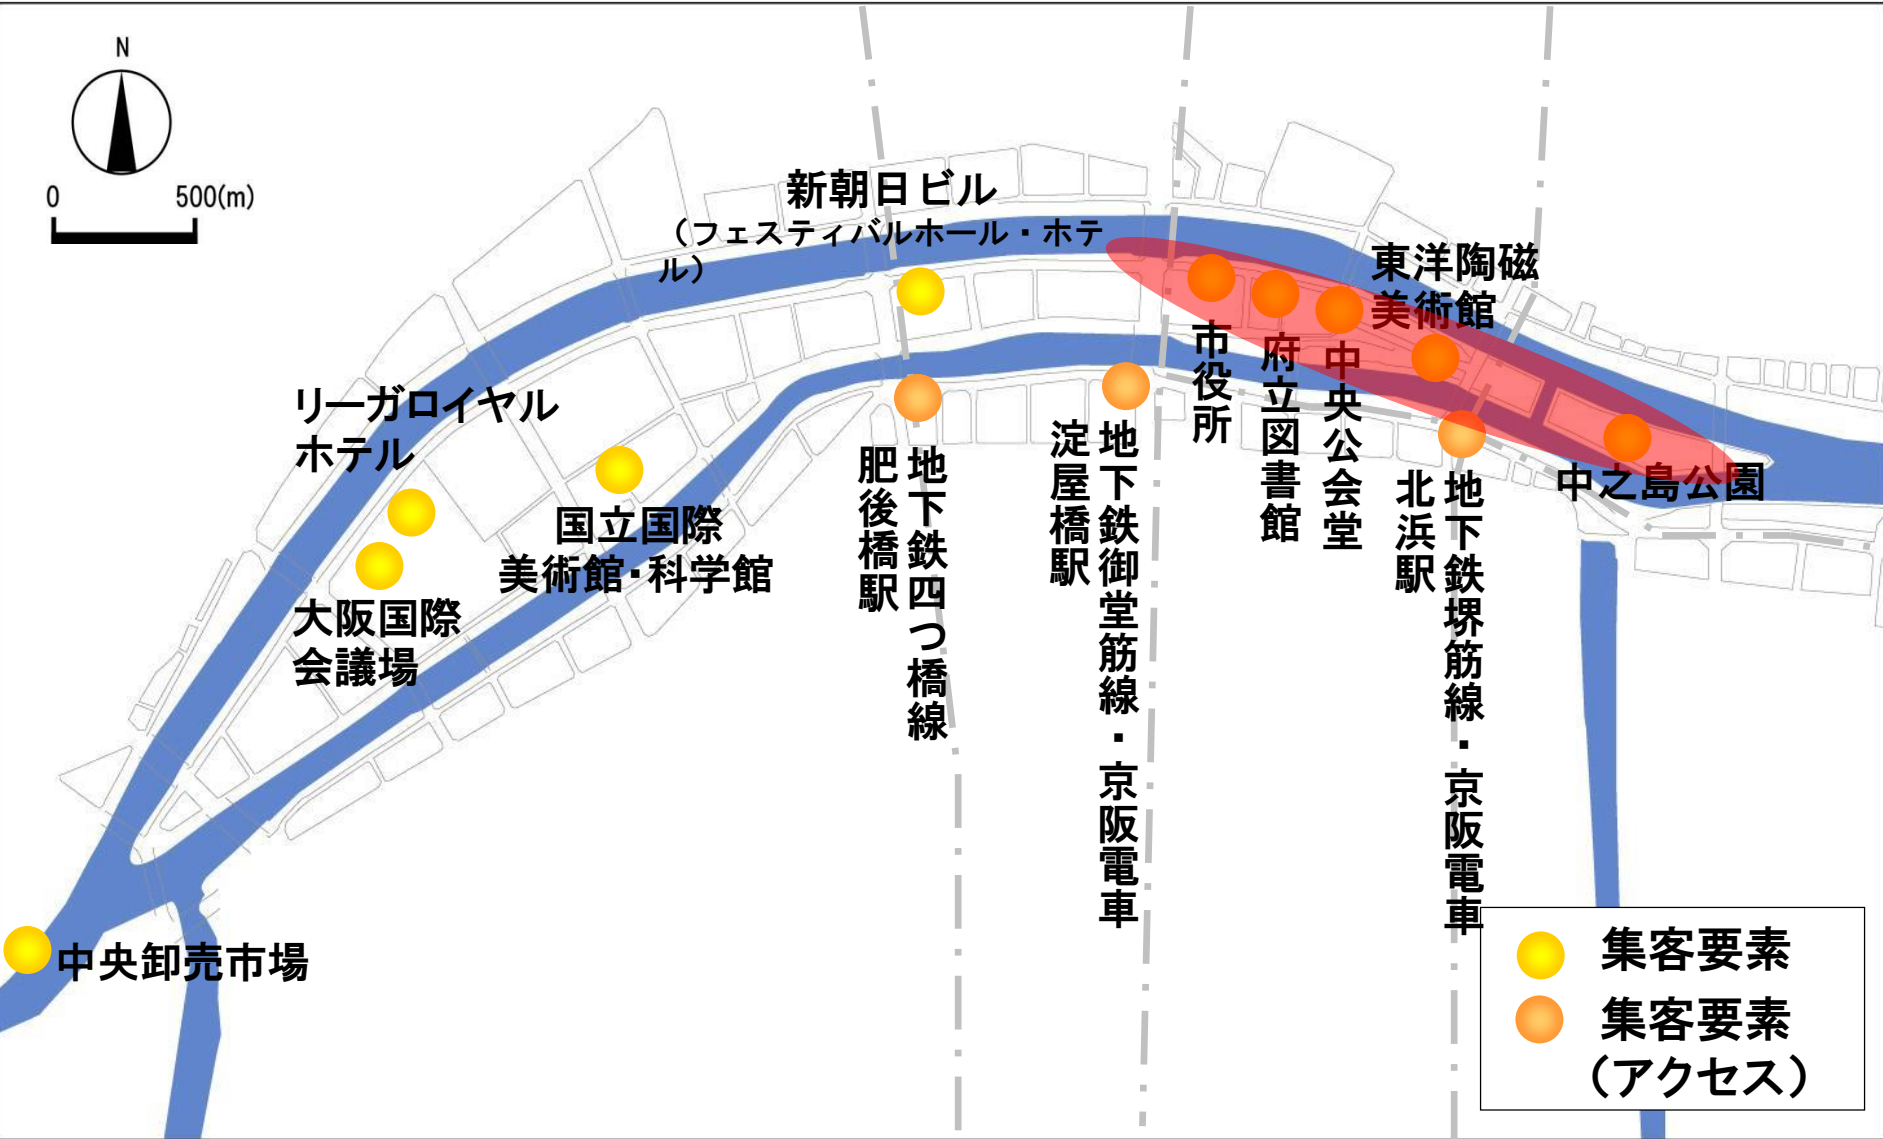 N
0 500(m)
新朝日ビル
（フェスティバルホール・ホテ
ル）
東洋陶磁
美術館
リーガロイヤル
ホテル
国立国際
美術館・科学館
大阪国際
会議場
中央卸売市場
地下鉄四つ橋線
肥後橋駅
地下鉄御堂筋線・京阪電車
淀屋橋駅
市役所
府立図書館
中央公会堂
地下鉄堺筋線・京阪電車
北浜駅
中之島公園
集客要素
集客要素
（アクセス）